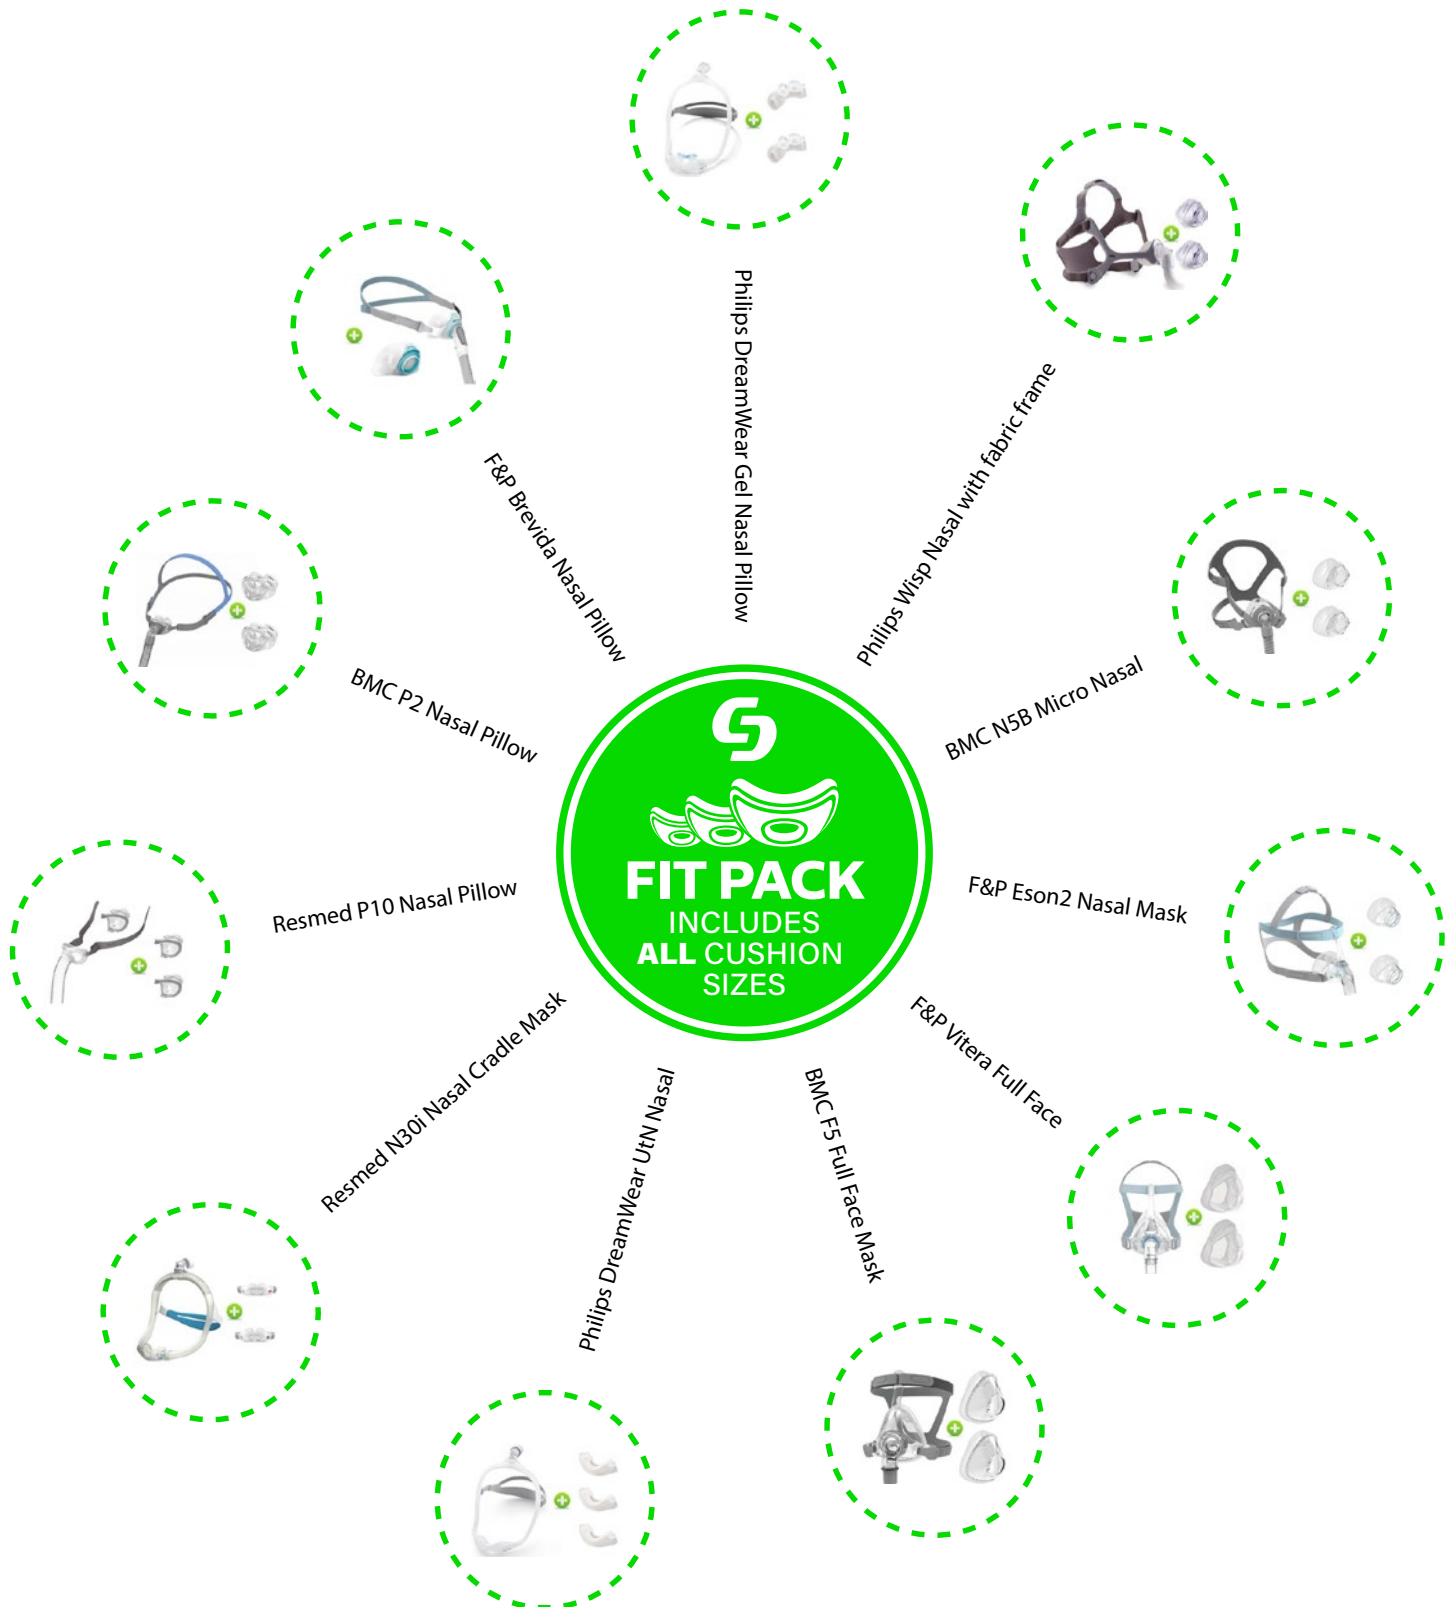 Philips DreamWear Gel Nasal Pillow
Philips Wisp Nasal with fabric frame
BMC N5B Micro Nasal
F&P Eson2 Nasal Mask
F&P Vitera Full Face
BMC F5 Full Face Mask
Philips DreamWear UtN Nasal
Resmed N30i Nasal Cradle Mask
Resmed P10 Nasal Pillow
BMC P2 Nasal Pillow
F&P Brevida Nasal Pillow
FIT PACK
INCLUDES
ALL CUSHION
SIZES